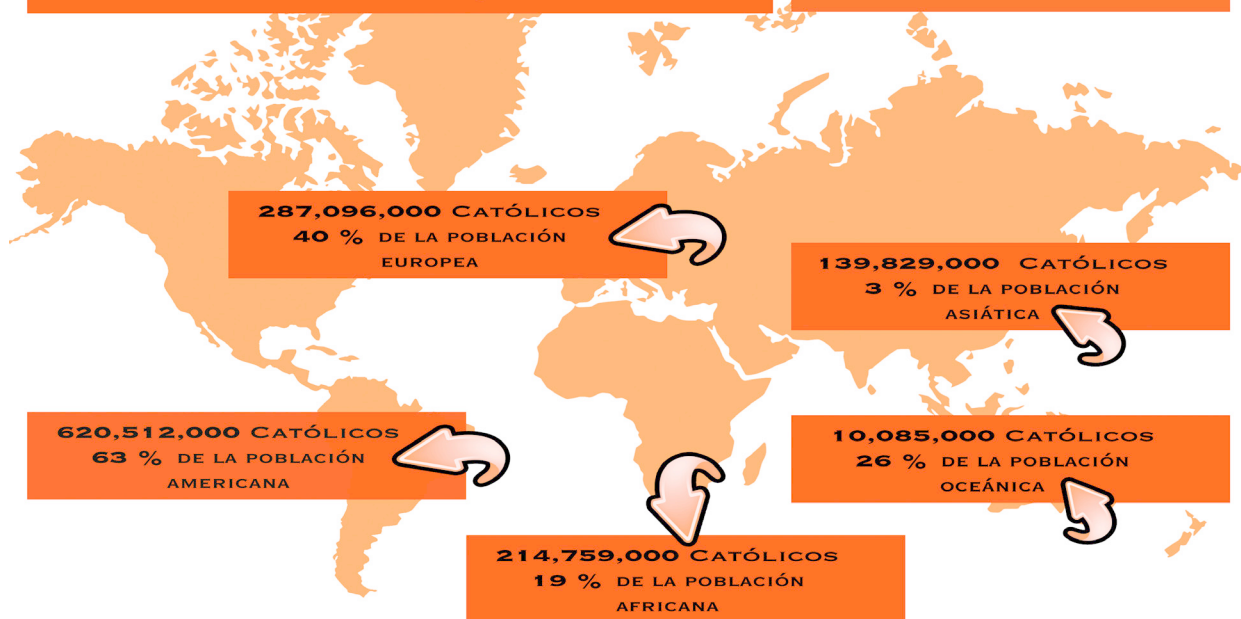 287,096,000 Católicos
40 % de la población
europea
139,829,000 Católicos
3 % de la población
asiática
620,512,000 Católicos
63 % de la población
americana
10,085,000 Católicos
26 % de la población
oceánica
214,759,000 Católicos
19 % de la población
africana